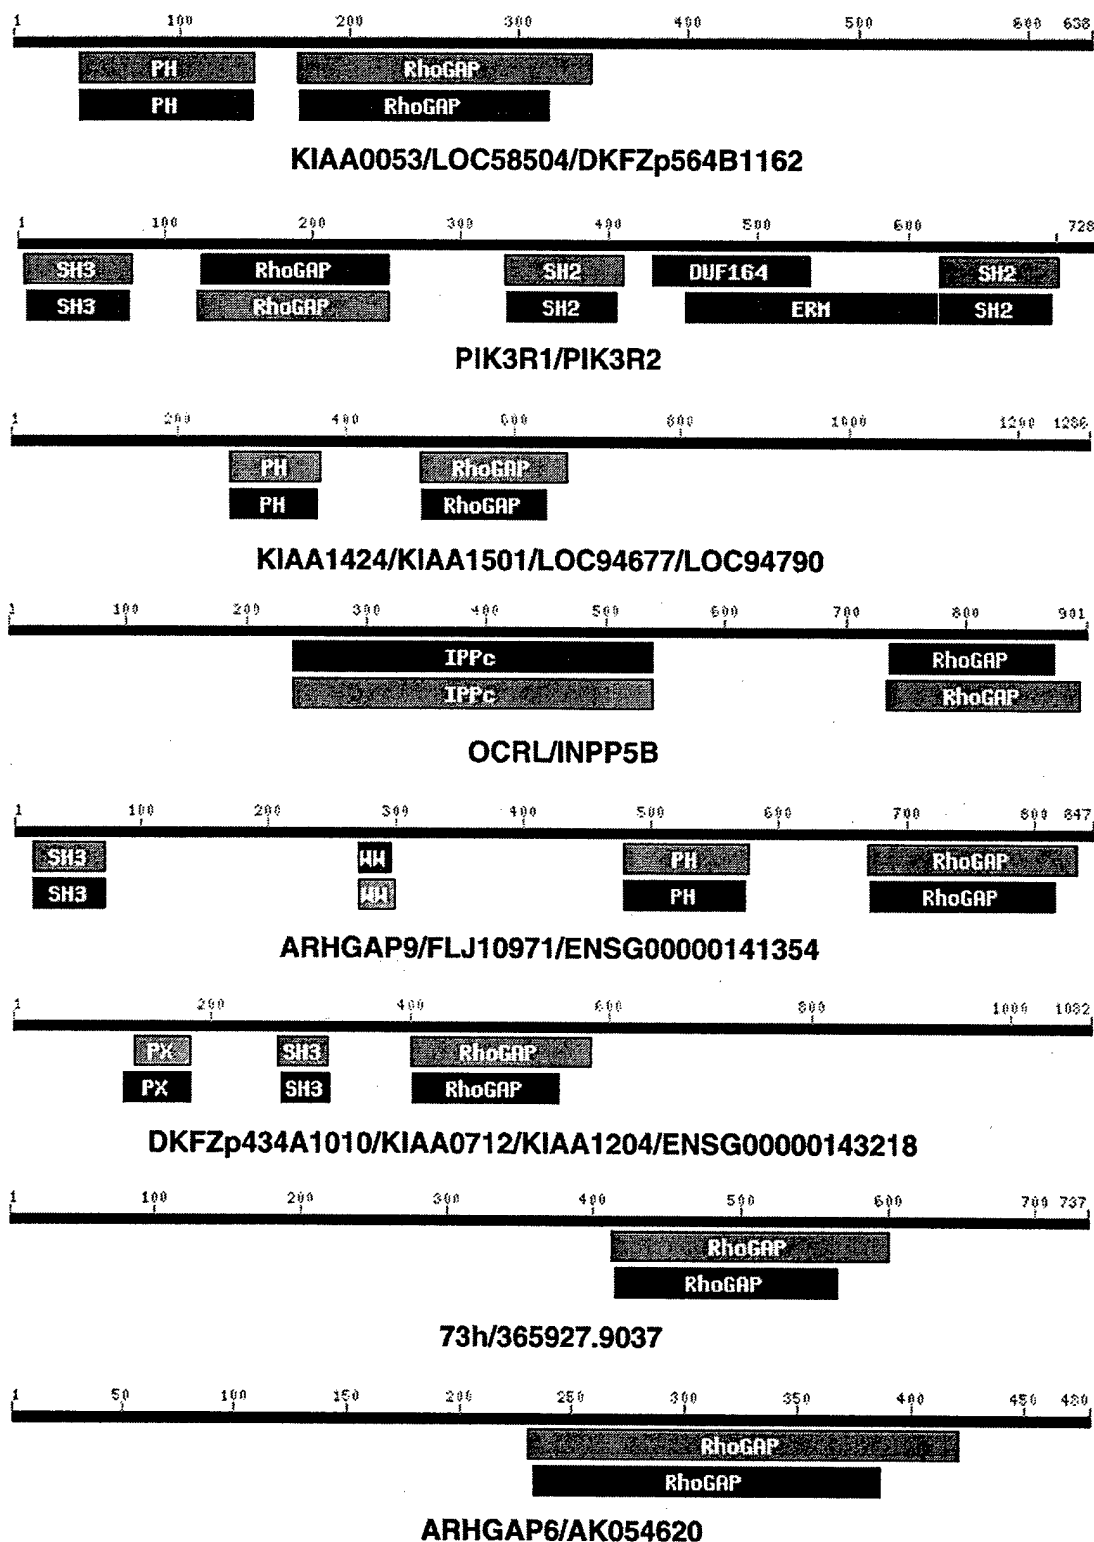 1 100 200 300 400 500 600 638
PH RhoGAP
PH RhoGAP
KIAA0053/LOC58504/DKFZp564B1162
1 100 200 300 400 500 600 728
SH3 RhoGAP SH2 DUF164 SH2
SH3 RhoGAP SH2 ERM SH2
PIK3R1/PIK3R2
1 200 400 600 800 1000 1200 1286
PH RhoGAP
PH RhoGAP
KIAA1424/KIAA1501/LOC94677/LOC94790
1 100 200 300 400 500 600 700 800 901
IPPc RhoGAP
IPPc RhoGAP
OCRL/INPP5B
1 100 200 300 400 500 600 700 800 847
SH3 WW PH RhoGAP
SH3 WW PH RhoGAP
ARHGAP9/FLJ10971/ENSG00000141354
1 200 400 600 800 1000 1082
PX SH3 RhoGAP
PX SH3 RhoGAP
DKFZp434A1010/KIAA0712/KIAA1204/ENSG00000143218
1 100 200 300 400 500 600 700 737
RhoGAP
RhoGAP
73h/365927.9037
1 50 100 150 200 250 300 350 400 450 480
RhoGAP
RhoGAP
ARHGAP6/AK054620